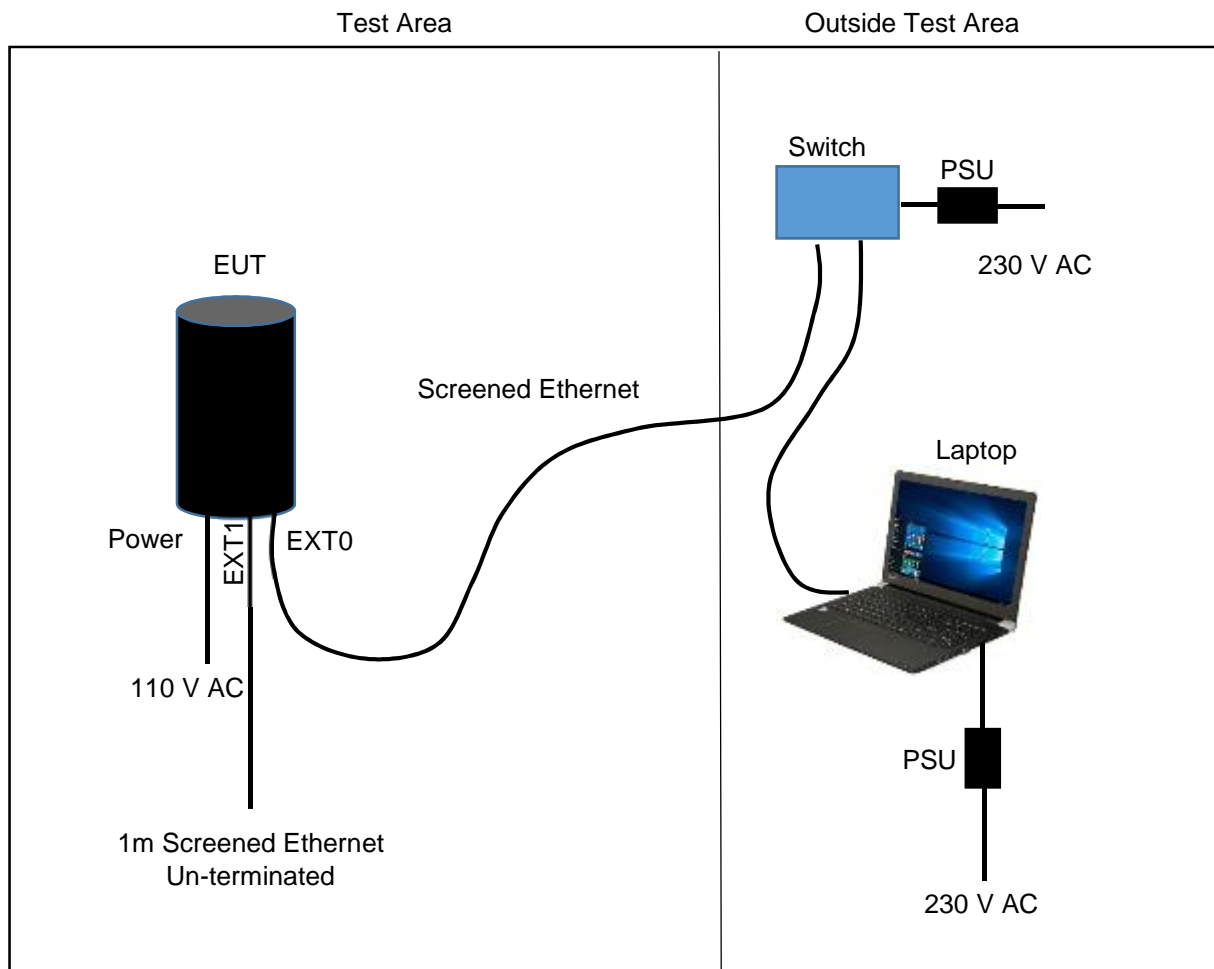 Test Area
Outside Test Area
Switch
PSU
230 V AC
EUT
Screened Ethernet
Laptop
Power
EXT1
EXT0
110 V AC
PSU
1m Screened Ethernet
Un-terminated
230 V AC